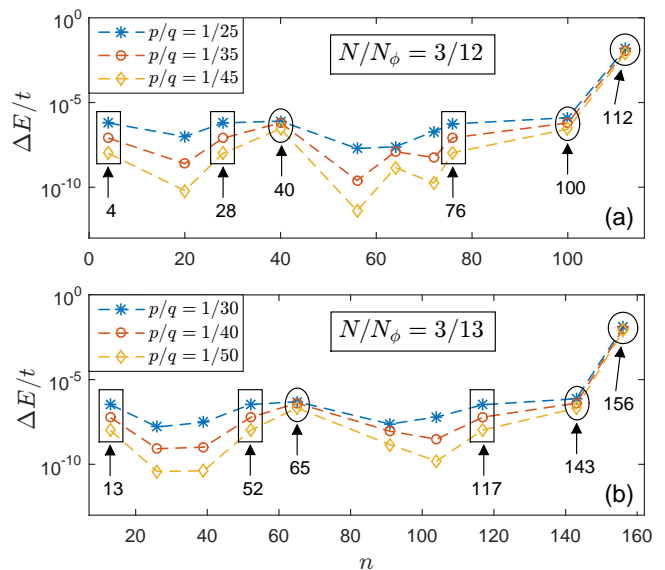 10^0
p/q = 1/25
p/q = 1/35
p/q = 1/45
N/N_ϕ = 3/12
10^-5
ΔE/t
10^-10
4
28
40
76
100
112
(a)
0 20 40 60 80 100
10^0
p/q = 1/30
p/q = 1/40
p/q = 1/50
N/N_ϕ = 3/13
10^-5
ΔE/t
10^-10
13
52
65
117
143
156
(b)
0 20 40 60 80 100 120 140 160
n